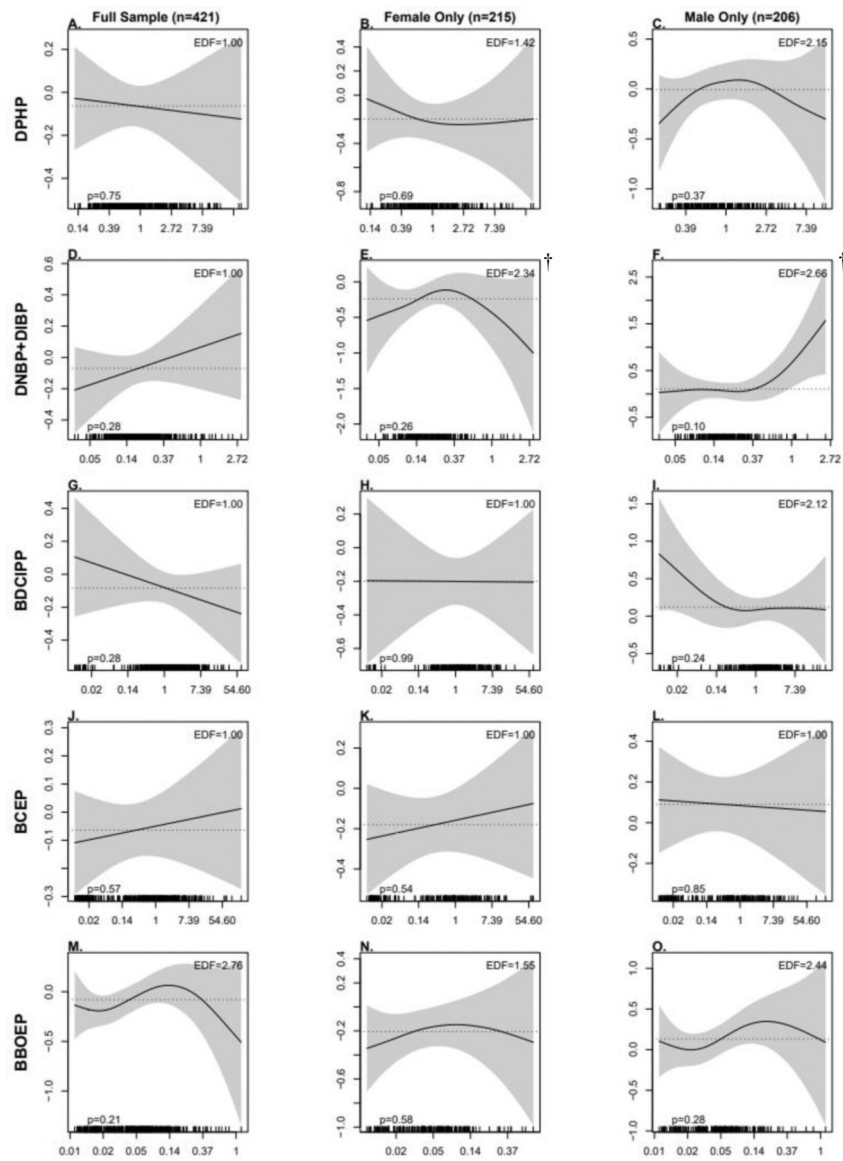 Full Sample (n=421) Female Only (n=215) Male Only (n=206)
DPHP
A. EDF=1.00
0.2
0.0
−0.2
−0.4
p=0.75
0.14 0.39 1 2.72 7.39
B. EDF=1.42
0.4
0.0
−0.4
−0.8
p=0.69
0.14 0.39 1 2.72 7.39
C. EDF=2.15
0.5
0.0
−0.5
−1.0
p=0.37
0.39 1 2.72 7.39
DNBP+DIBP
D. EDF=1.00
0.6
0.4
0.2
0.0
−0.2
−0.4
p=0.28
0.05 0.14 0.37 1 2.72
E. EDF=2.34 †
0.0
−0.5
−1.0
−1.5
−2.0
p=0.26
0.05 0.14 0.37 1 2.72
F. EDF=2.66 †
2.5
1.5
0.5
−0.5
p=0.10
0.05 0.14 0.37 1 2.72
BDCIPP
G. EDF=1.00
0.4
0.2
0.0
−0.2
−0.4
p=0.28
0.02 0.14 1 7.39 54.60
H. EDF=1.00
0.2
0.0
−0.2
−0.4
−0.6
p=0.99
0.02 0.14 1 7.39 54.60
I. EDF=2.12
1.5
1.0
0.5
0.0
−0.5
p=0.24
0.02 0.14 1 7.39
BCEP
J. EDF=1.00
0.3
0.2
0.1
0.0
−0.1
−0.3
p=0.57
0.02 0.14 1 7.39 54.60
K. EDF=1.00
0.2
0.0
−0.2
−0.4
p=0.54
0.02 0.14 1 7.39 54.60
L. EDF=1.00
0.4
0.2
0.0
−0.2
p=0.85
0.02 0.14 1 7.39 54.60
BBOEP
M. EDF=2.76
0.0
−0.5
−1.0
p=0.21
0.01 0.02 0.05 0.14 0.37 1
N. EDF=1.55
0.4
0.2
−0.2
−0.6
−1.0
p=0.58
0.02 0.05 0.14 0.37
O. EDF=2.44
1.0
0.5
0.0
−0.5
−1.0
p=0.28
0.01 0.02 0.05 0.14 0.37 1